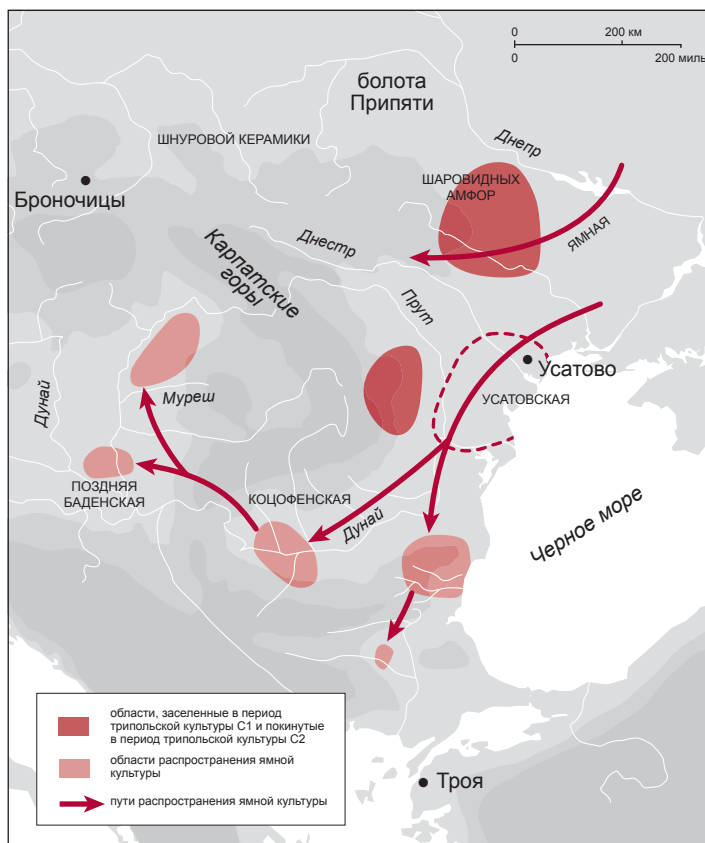 0 200 км
0 200 миль
болота
Припяти
Днепр
ШНУРОВОЙ КЕРАМИКИ
ШАРОВИДНЫХ
АМФОР
Броночицы
ЯМНАЯ
Днестр
Карпатские
горы
Прут
Усатово
УСАТОВСКАЯ
Дунай
Муреш
ПОЗДНЯЯ
БАДЕНСКАЯ
КОЦОФЕНСКАЯ
Дунай
Черное море
области, заселенные в период
трипольской культуры С1 и покинутые
в период трипольской культуры С2
области распространения ямной
культуры
пути распространения ямной культуры
Троя